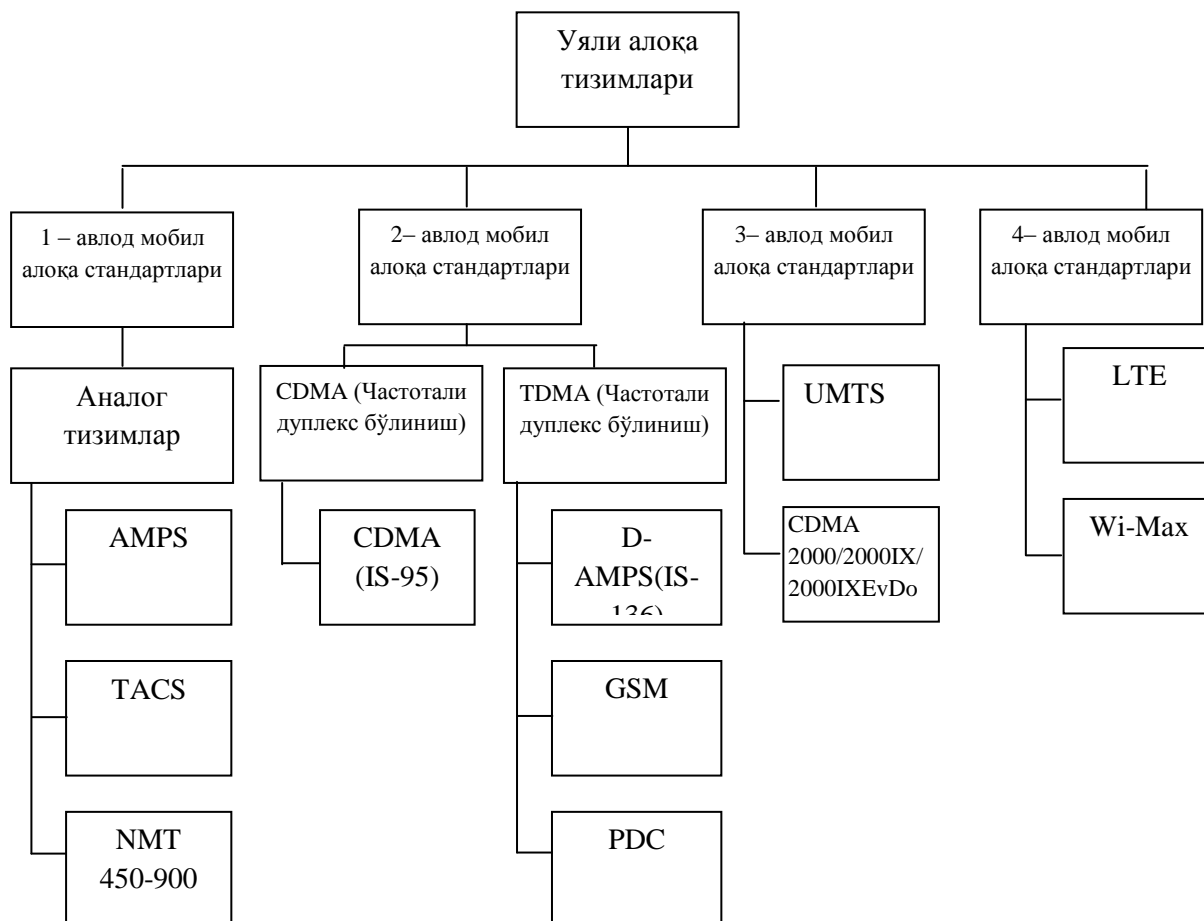 Уяли алоқа
тизимлари
1 – авлод мобил
алоқа стандартлари
2– авлод мобил
алоқа стандартлари
3– авлод мобил
алоқа стандартлари
4– авлод мобил
алоқа стандартлари
Аналог
тизимлар
AMPS
TACS
NMT
450-900
CDMA (Частотали
дуплекс бўлиниш)
CDMA
(IS-95)
TDMA (Частотали
дуплекс бўлиниш)
D-
AMPS(IS-
136)
GSM
PDC
UMTS
CDMA
2000/2000IX/
2000IXEvDo
LTE
Wi-Max